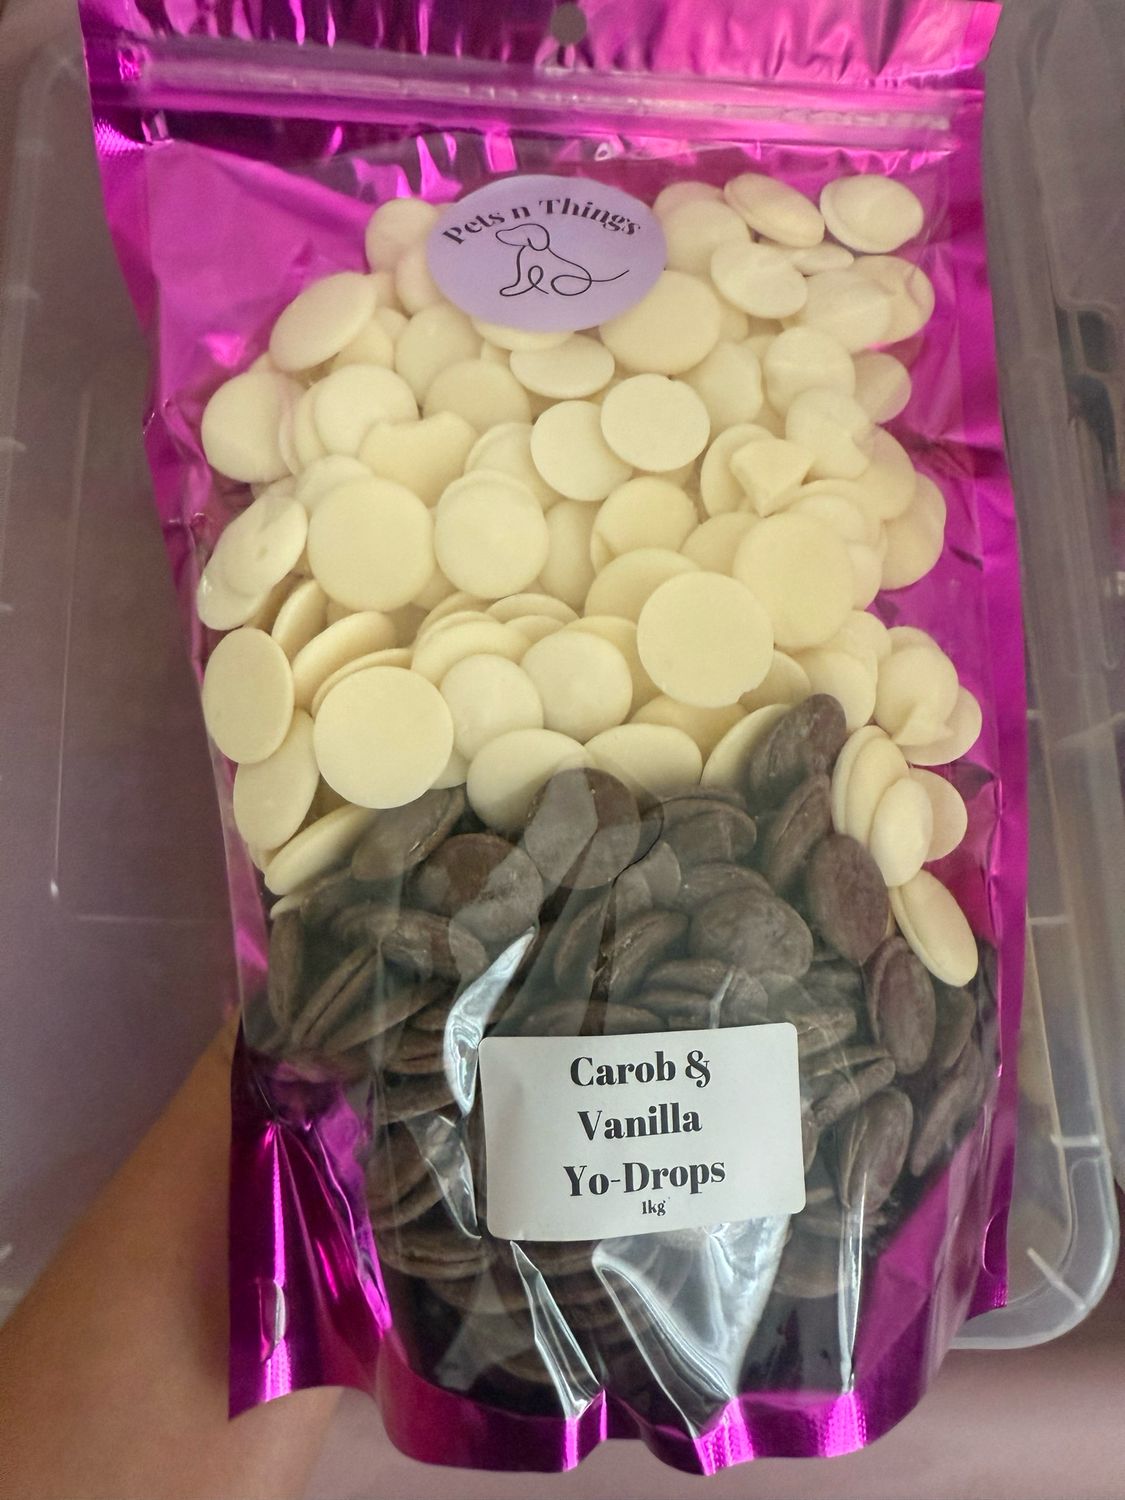 Pets n Things
Carob &
Vanilla
Yo-Drops
1kg